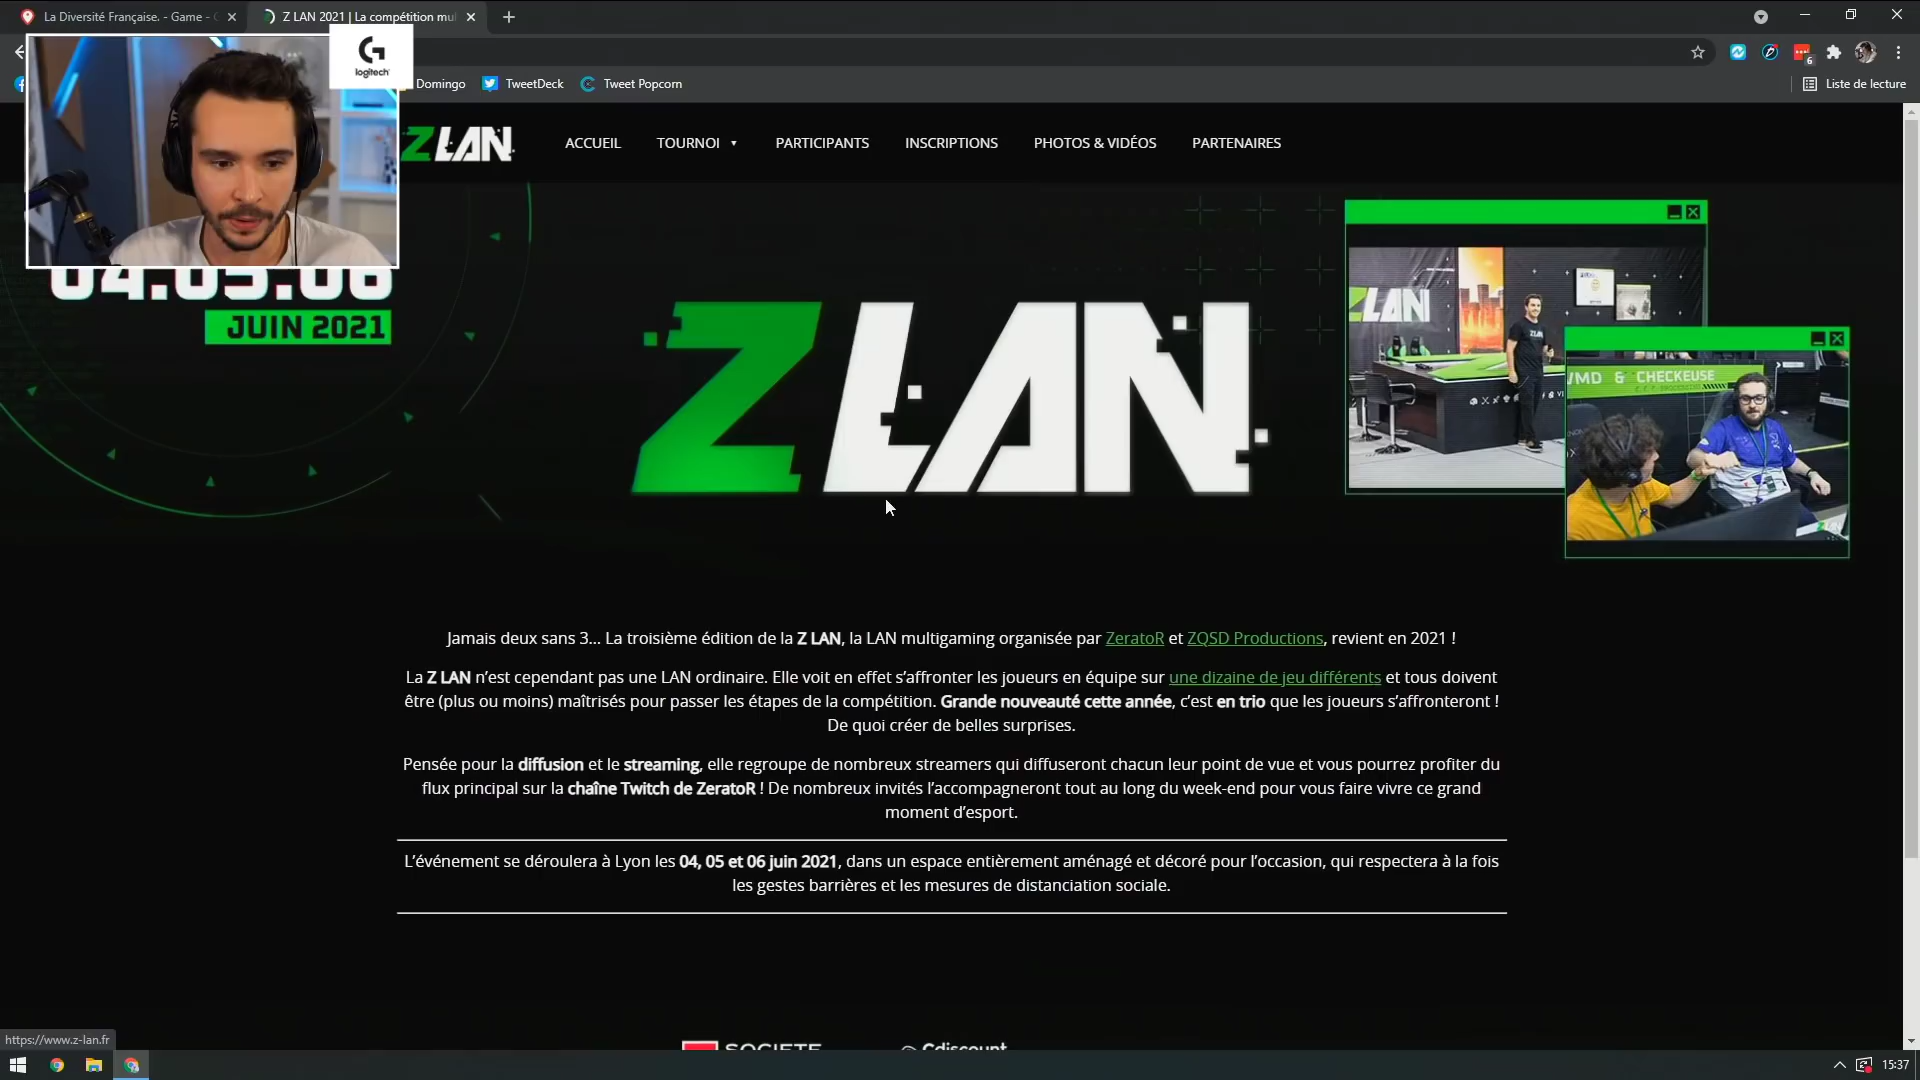 La Diversité Française. - Game -
Z LAN 2021 | La compétition mul
logitech
Domingo
TweetDeck
Tweet Popcorn
6
Liste de lecture
ZLAN
ACCUEIL
TOURNOI
PARTICIPANTS
INSCRIPTIONS
PHOTOS & VIDÉOS
PARTENAIRES
04.05.06
JUIN 2021
ZLAN
ZLAN
ZLAN
VMD & CHECKEUSE
Jamais deux sans 3... La troisième édition de la Z LAN, la LAN multigaming organisée par ZeratoR et ZQSD Productions, revient en 2021 !
La Z LAN n’est cependant pas une LAN ordinaire. Elle voit en effet s’affronter les joueurs en équipe sur une dizaine de jeu différents et tous doivent
être (plus ou moins) maîtrisés pour passer les étapes de la compétition. Grande nouveauté cette année, c’est en trio que les joueurs s’affronteront !
De quoi créer de belles surprises.
Pensée pour la diffusion et le streaming, elle regroupe de nombreux streamers qui diffuseront chacun leur point de vue et vous pourrez profiter du
flux principal sur la chaîne Twitch de ZeratoR ! De nombreux invités l’accompagneront tout au long du week-end pour vous faire vivre ce grand
moment d’esport.
L’événement se déroulera à Lyon les 04, 05 et 06 juin 2021, dans un espace entièrement aménagé et décoré pour l’occasion, qui respectera à la fois
les gestes barrières et les mesures de distanciation sociale.
SOCIETE
Cdiscount
https://www.z-lan.fr
15:37